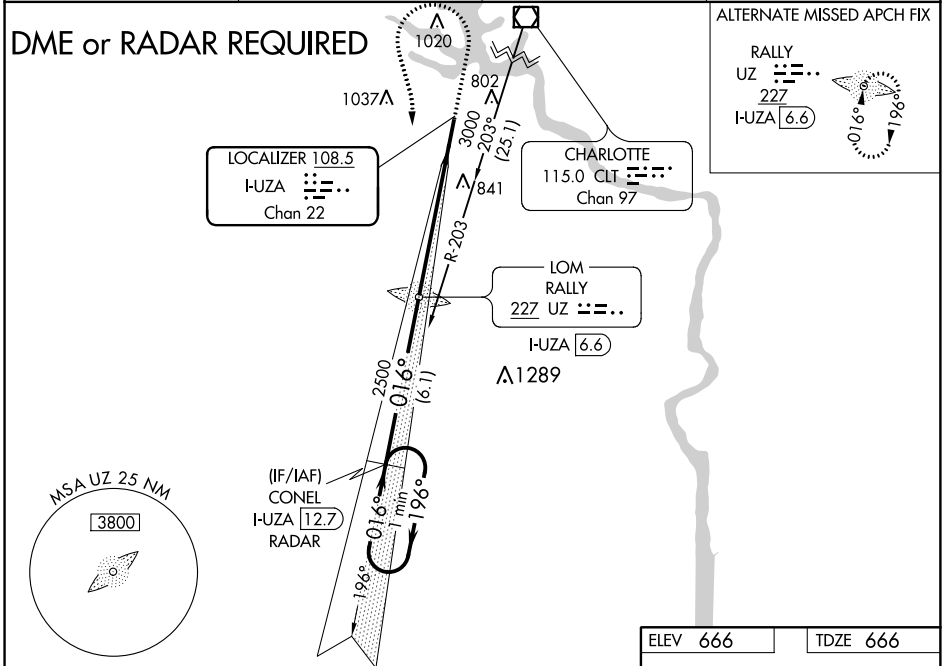 DME or RADAR REQUIRED
1020
1037
802
3000
203°
(25.1)
841
R-203
LOCALIZER 108.5
I-UZA
Chan 22
CHARLOTTE
115.0 CLT
Chan 97
ALTERNATE MISSED APCH FIX
RALLY
UZ
227
I-UZA 6.6
016°
196°
LOM
RALLY
227 UZ
I-UZA 6.6
1289
2500
016°
(6.1)
(IF/IAF)
CONEL
I-UZA 12.7
RADAR
016°
1 min
196°
196°
MSA UZ 25 NM
3800
ELEV 666
TDZE 666